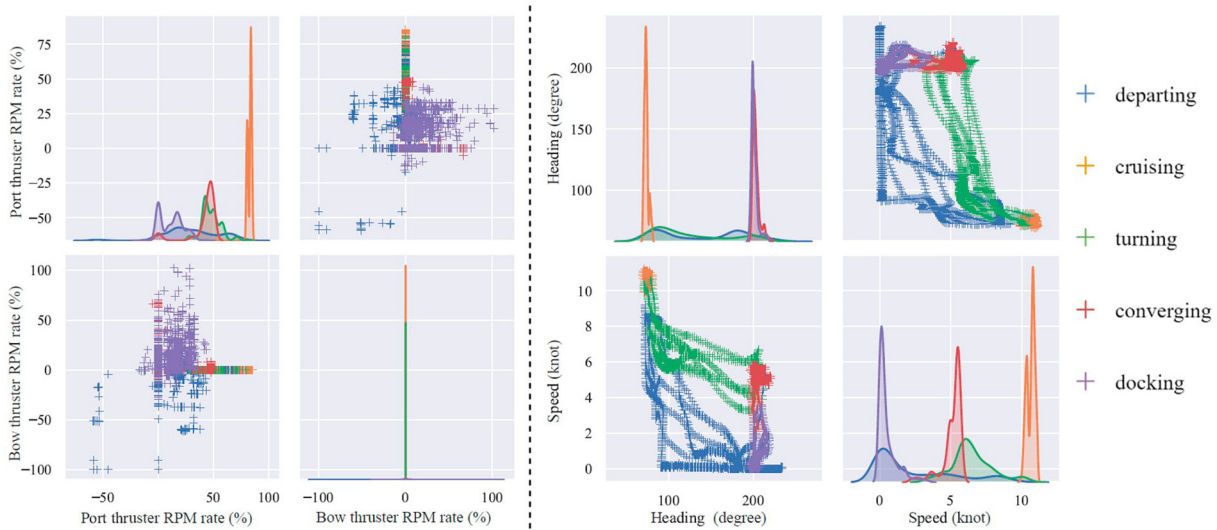 Port thruster RPM rate (%)
75
50
25
0
−25
−50
Bow thruster RPM rate (%)
100
50
0
−50
−100
−50
50
100
Port thruster RPM rate (%)
−100
0
100
Bow thruster RPM rate (%)
Heading (degree)
200
150
100
Speed (knot)
10
8
6
4
2
0
100
200
Heading (degree)
0
5
10
Speed (knot)
departing
cruising
turning
converging
docking